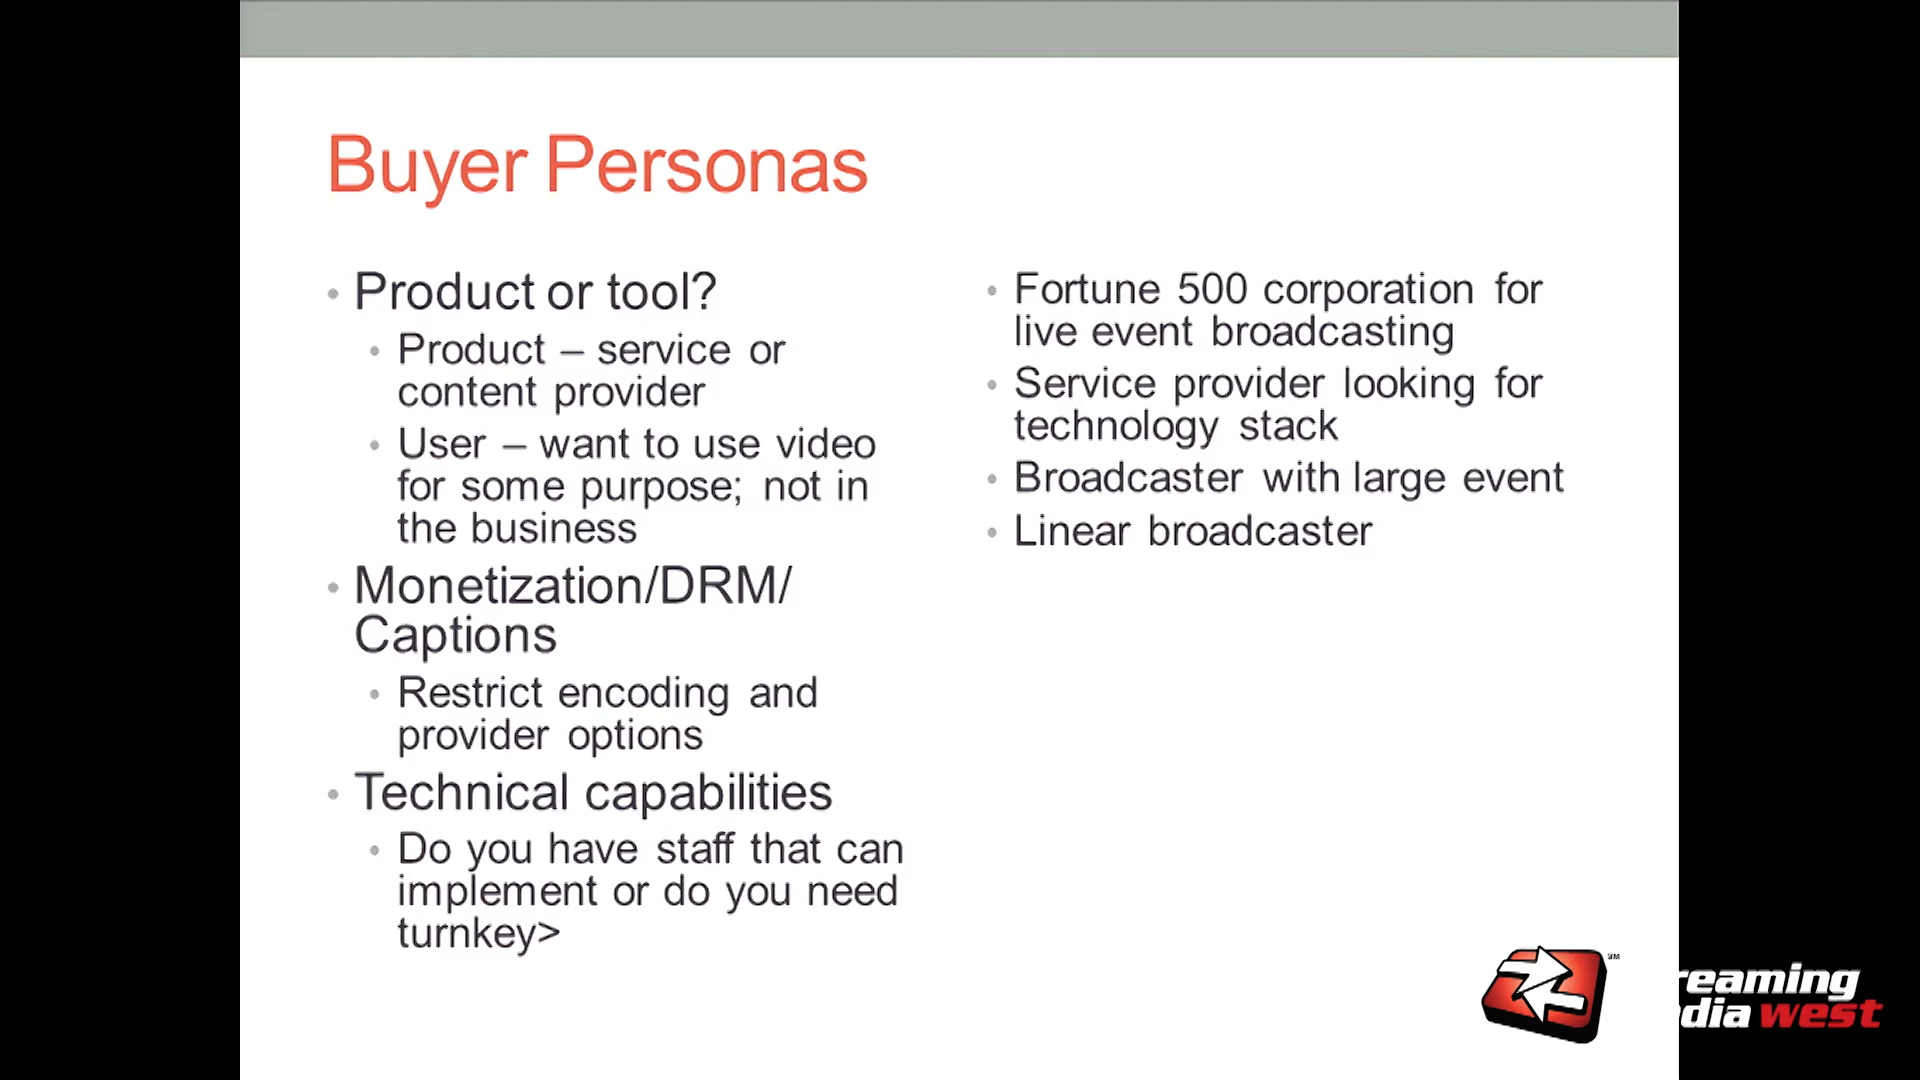 Buyer Personas
• Product or tool?
• Product – service or
content provider
• User – want to use video
for some purpose; not in
the business
• Monetization/DRM/
Captions
• Restrict encoding and
provider options
• Technical capabilities
• Do you have staff that can
implement or do you need
turnkey>
• Fortune 500 corporation for
live event broadcasting
• Service provider looking for
technology stack
• Broadcaster with large event
• Linear broadcaster
SM
reaming
dia west